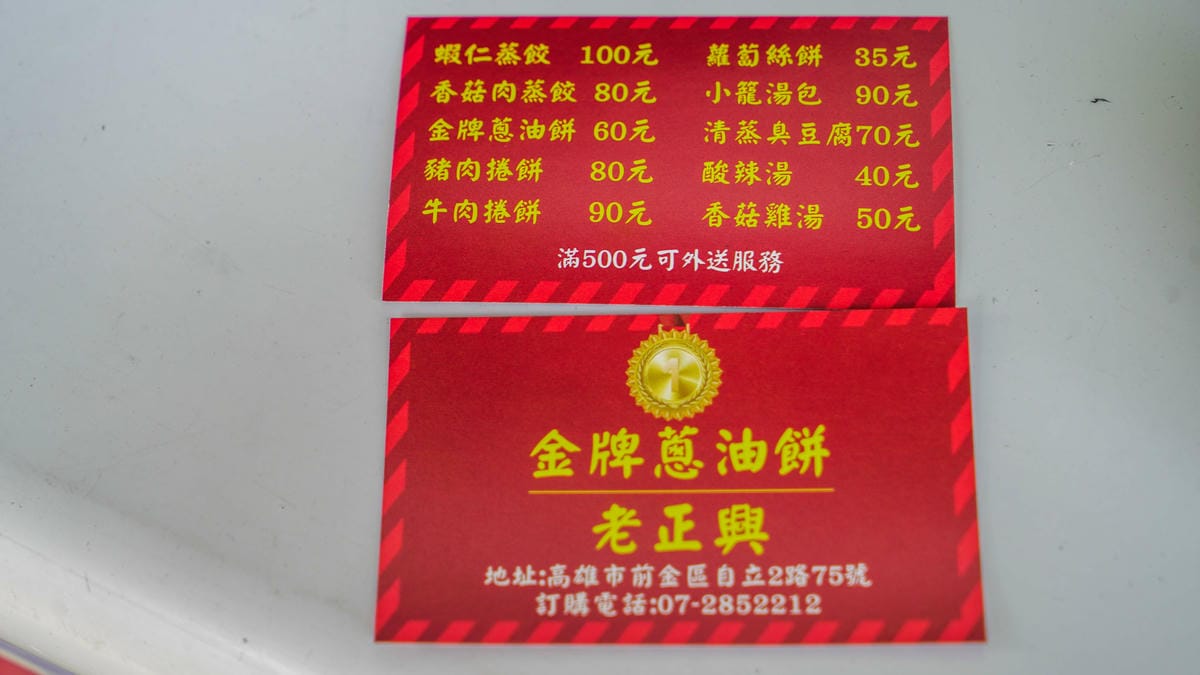 蝦仁蒸餃 100元 蘿蔔絲餅 35元
香菇肉蒸餃 80元 小籠湯包 90元
金牌蔥油餅 60元 清蒸臭豆腐70元
豬肉捲餅 80元 酸辣湯 40元
牛肉捲餅 90元 香菇雞湯 50元
滿500元可外送服務
1
金牌蔥油餅
老正興
地址:高雄市前金區自立2路75號
訂購電話:07-2852212